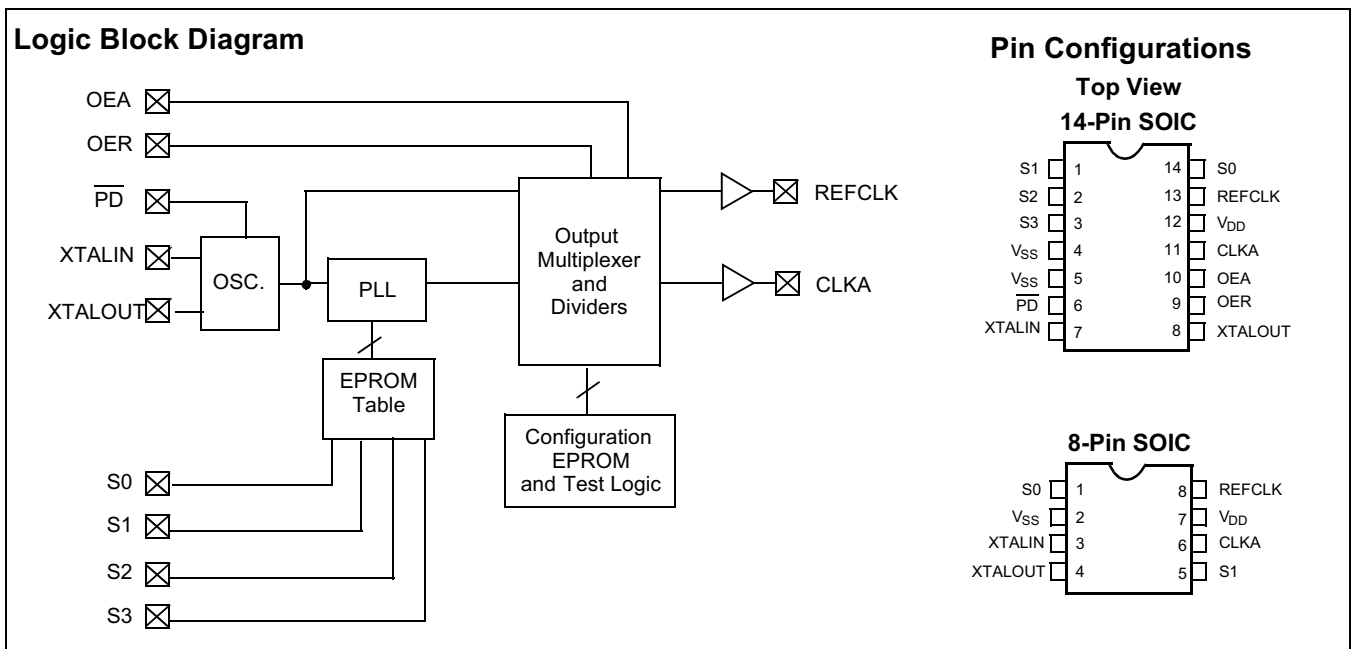 Logic Block Diagram
OEA
OER
PD
XTALIN
XTALOUT
OSC.
PLL
EPROM
Table
Output
Multiplexer
and
Dividers
Configuration
EPROM
and Test Logic
REFCLK
CLKA
S0
S1
S2
S3
Pin Configurations
Top View
14-Pin SOIC
S1 1 14 S0
S2 2 13 REFCLK
S3 3 12 VDD
VSS 4 11 CLKA
VSS 5 10 OEA
PD 6 9 OER
XTALIN 7 8 XTALOUT
8-Pin SOIC
S0 1 8 REFCLK
VSS 2 7 VDD
XTALIN 3 6 CLKA
XTALOUT 4 5 S1